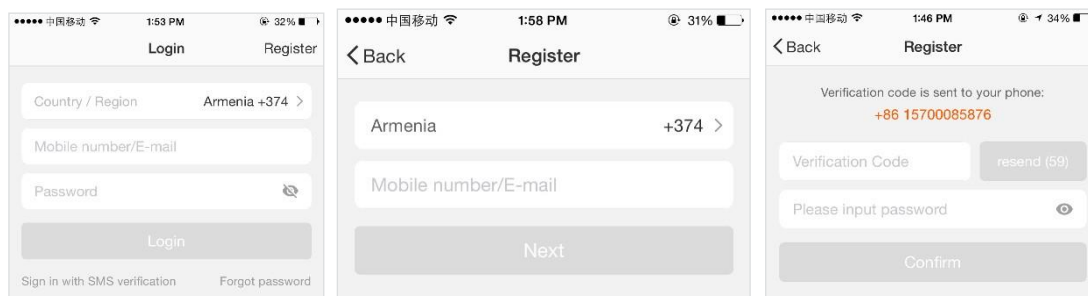 中国移动 1:53 PM 32%
Login Register
Country / Region Armenia +374 >
Mobile number/E-mail
Password
Login
Sign in with SMS verification Forgot password
中国移动 1:58 PM 31%
Back Register
Armenia +374 >
Mobile number/E-mail
Next
中国移动 1:46 PM 34%
Back Register
Verification code is sent to your phone:
+86 15700085876
Verification Code resend (59)
Please input password
Confirm